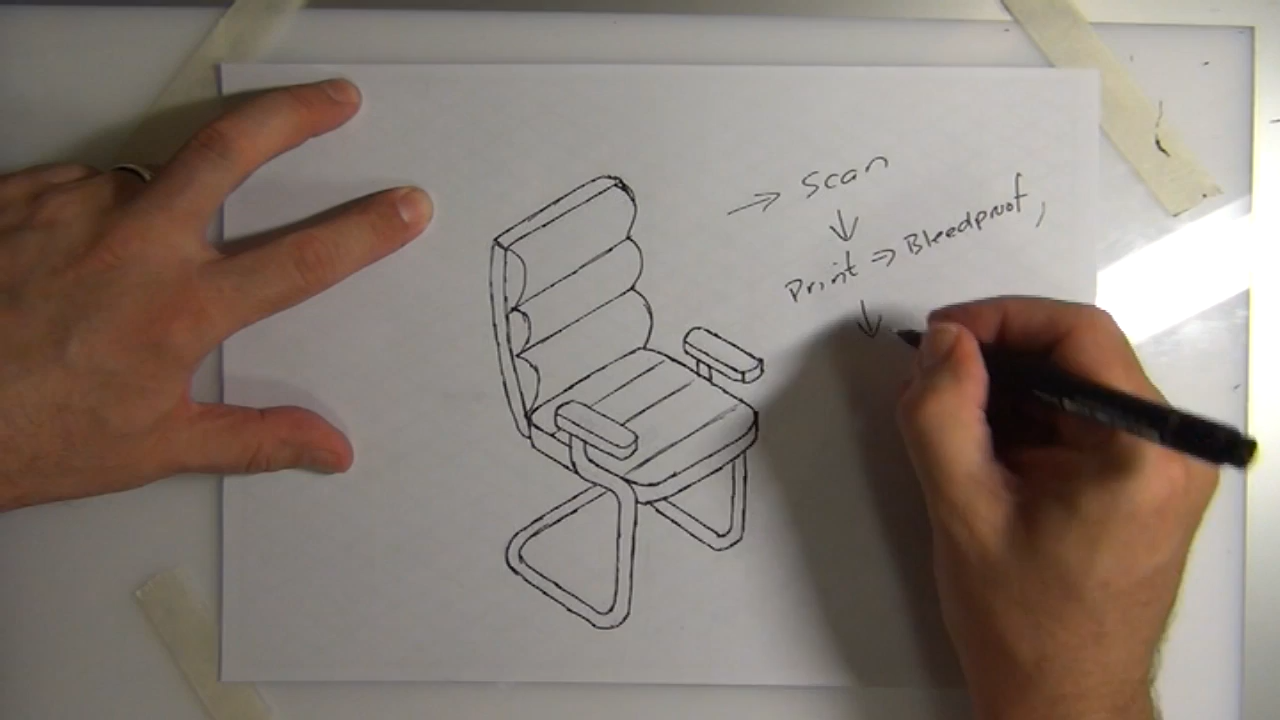 → Scan
↓
Print ⇒ Bleedproof,
↓